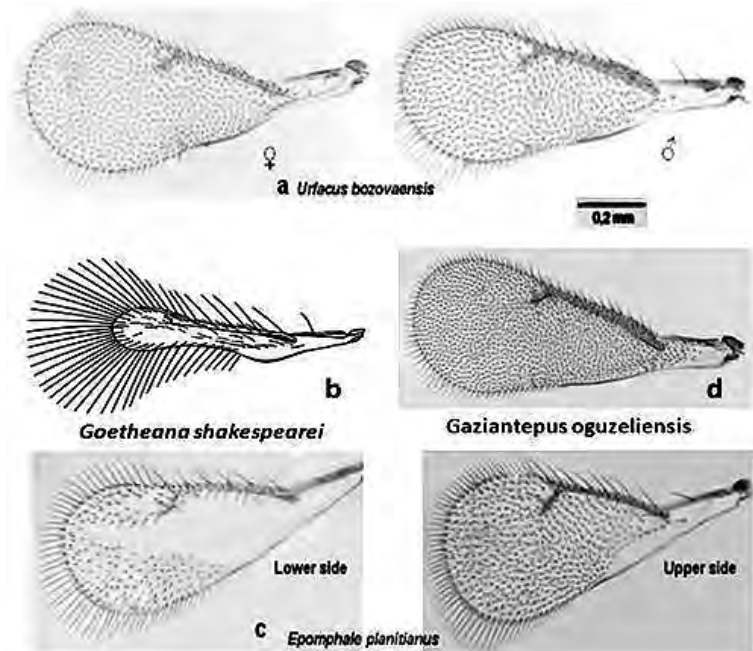 ♀
♂
a Urfacus bozovaensis
0,2 mm
b
d
Goetheana shakespearei
Gaziantepus oguzeliensis
Lower side
Upper side
c Epomphale planitianus